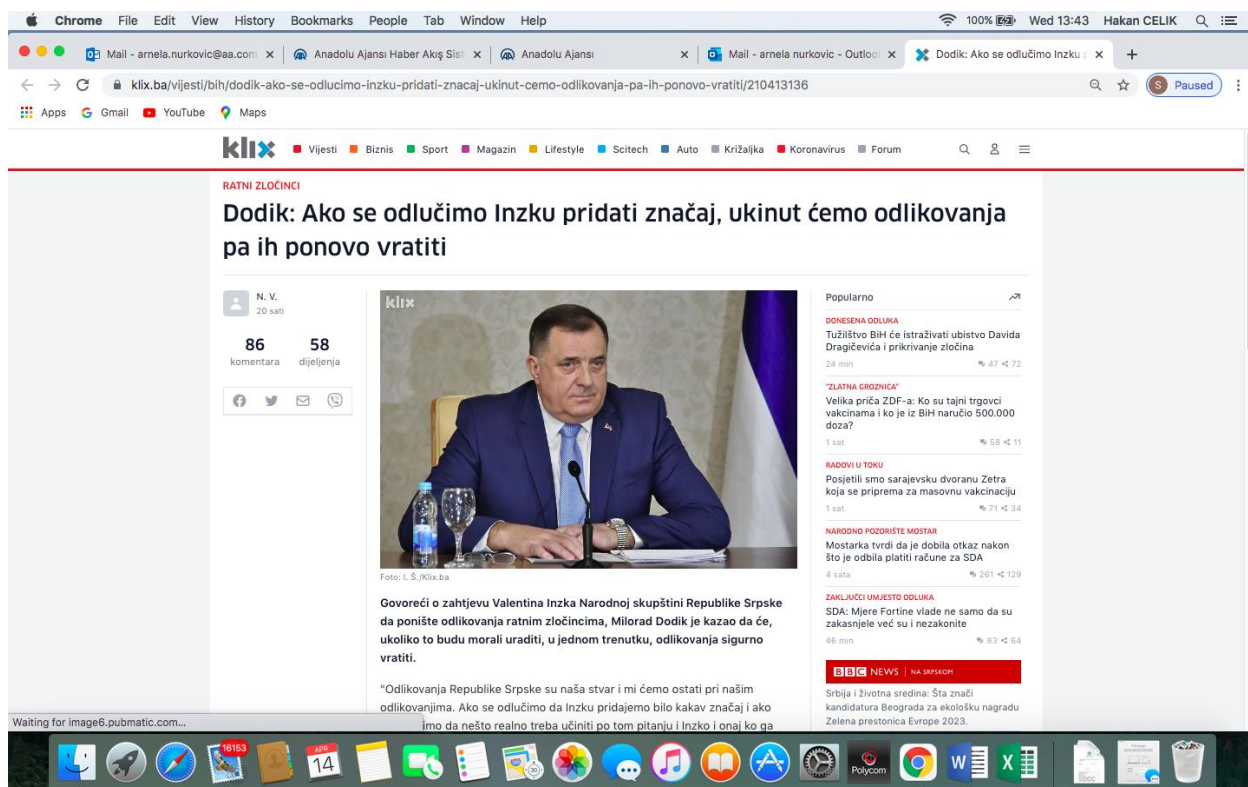 Chrome File Edit View History Bookmarks People Tab Window Help 100% Wed 13:43 Hakan CELIK
Mail - arnela.nurkovic@aa.com Anadolu Ajansı Haber Akış Sist Anadolu Ajansı Mail - arnela nurkovic - Outloo Dodik: Ako se odlučimo Inzku p
klix.ba/vijesti/bih/dodik-ako-se-odlucimo-inzku-pridati-znacaj-ukinut-cemo-odlikovanja-pa-ih-ponovo-vratiti/210413136 S Paused
Apps G Gmail YouTube Maps
klix Vijesti Biznis Sport Magazin Lifestyle Scitech Auto Križaljka Koronavirus Forum
RATNI ZLOČINCI
Dodik: Ako se odlučimo Inzku pridati značaj, ukinut ćemo odlikovanja
pa ih ponovo vratiti
N. V.
20 sati
86 58
komentara dijeljenja
klix
Foto: I. Š./Klix.ba
Govoreći o zahtjevu Valentina Inzka Narodnoj skupštini Republike Srpske
da ponište odlikovanja ratnim zločincima, Milorad Dodik je kazao da će,
ukoliko to budu morali uraditi, u jednom trenutku, odlikovanja sigurno
vratiti.
"Odlikovanja Republike Srpske su naša stvar i mi ćemo ostati pri našim
odlikovanjima. Ako se odlučimo da Inzku pridajemo bilo kakav značaj i ako
imo da nešto realno treba učiniti po tom pitanju i Inzko i onaj ko ga
Popularno
DONESENA ODLUKA
Tužilštvo BiH će istraživati ubistvo Davida
Dragičevića i prikrivanje zločina
24 min 47 72
"ZLATNA GROZNICA"
Velika priča ZDF-a: Ko su tajni trgovci
vakcinama i ko je iz BiH naručio 500.000
doza?
1 sat 58 11
RADOVI U TOKU
Posjetili smo sarajevsku dvoranu Zetra
koja se priprema za masovnu vakcinaciju
1 sat 71 34
NARODNO POZORIŠTE MOSTAR
Mostarka tvrdi da je dobila otkaz nakon
što je odbila platiti račune za SDA
4 sata 261 129
ZAKLJUČCI UMJESTO ODLUKA
SDA: Mjere Fortine vlade ne samo da su
zakasnjele već su i nezakonite
46 min 83 64
BBC NEWS NA SRPSKOM
Srbija i životna sredina: Šta znači
kandidatura Beograda za ekološku nagradu
Zelena prestonica Evrope 2023.
Waiting for image6.pubmatic.com...
16153
APR
14
Polycom
W X